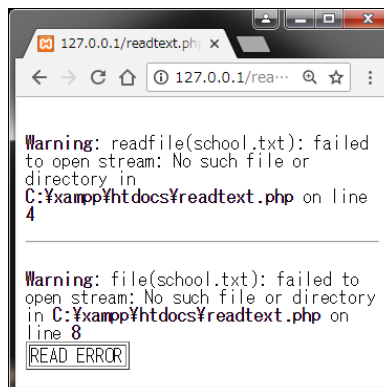 127.0.0.1/readtext.ph
127.0.0.1/rea…
Warning: readfile(school.txt): failed
to open stream: No such file or
directory in
C:¥xampp¥htdocs¥readtext.php on line
4
Warning: file(school.txt): failed to
open stream: No such file or directory
in C:¥xampp¥htdocs¥readtext.php on
line 8
READ ERROR